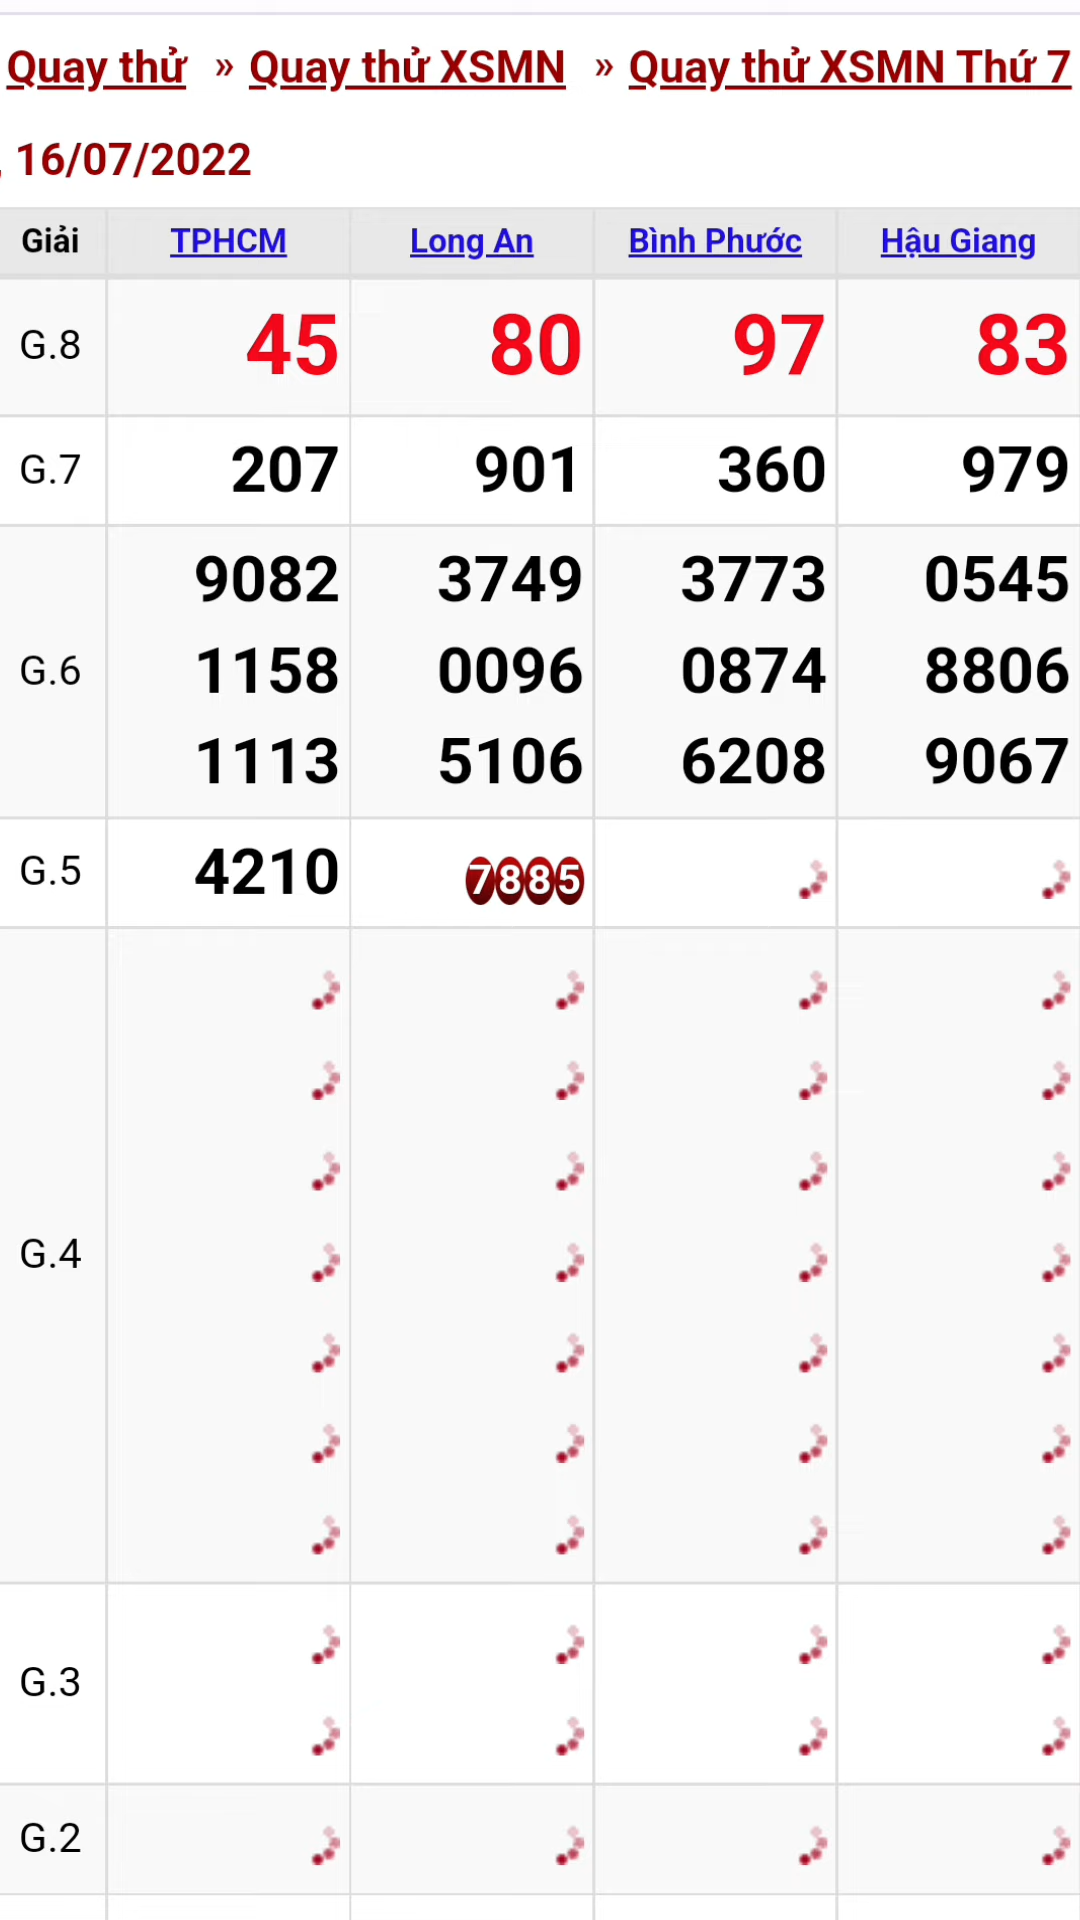 Quay thử » Quay thử XSMN » Quay thử XSMN Thứ 7
, 16/07/2022
Giải TPHCM Long An Bình Phước Hậu Giang
G.8 45 80 97 83
G.7 207 901 360 979
9082 3749 3773 0545
G.6 1158 0096 0874 8806
1113 5106 6208 9067
G.5 4210 7885
G.4
G.3
G.2